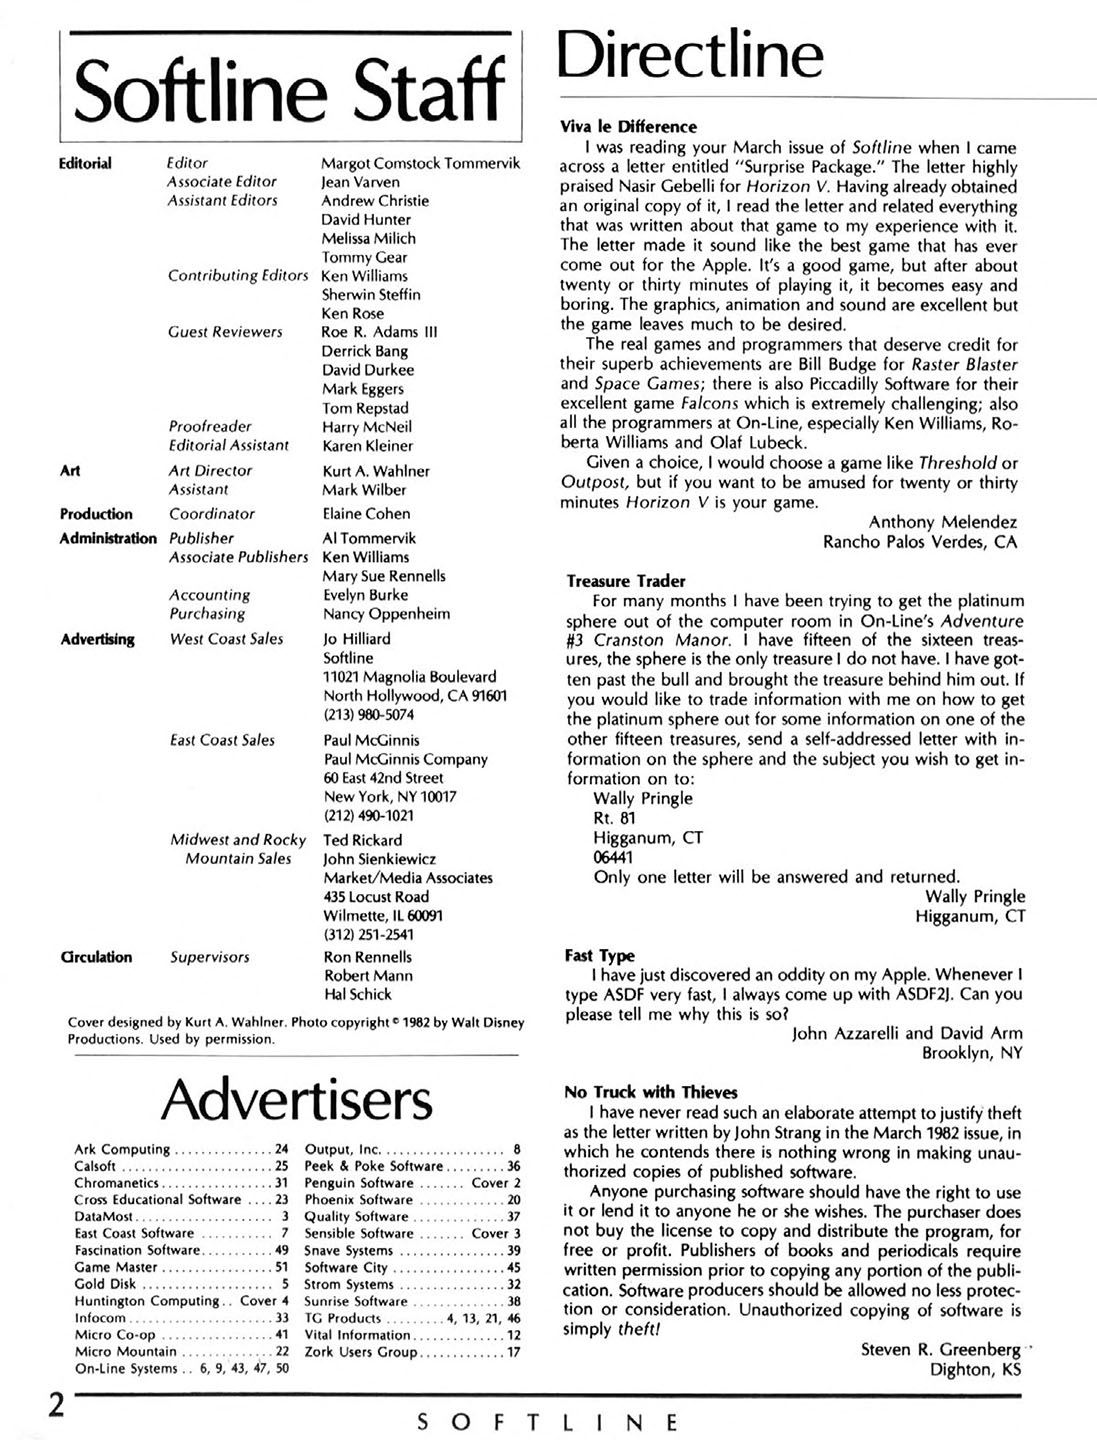 Softline Staff
Editorial Editor Margot Comstock Tommervik
Associate Editor Jean Varven
Assistant Editors Andrew Christie
David Hunter
Melissa Milich
Tommy Gear
Contributing Editors Ken Williams
Sherwin Steffin
Ken Rose
Guest Reviewers Roe R. Adams III
Derrick Bang
David Durkee
Mark Eggers
Tom Repstad
Proofreader Harry McNeil
Editorial Assistant Karen Kleiner
Art Art Director Kurt A. Wahlner
Assistant Mark Wilber
Production Coordinator Elaine Cohen
Administration Publisher Al Tommervik
Associate Publishers Ken Williams
Mary Sue Rennells
Accounting Evelyn Burke
Purchasing Nancy Oppenheim
Advertising West Coast Sales Jo Hilliard
Softline
11021 Magnolia Boulevard
North Hollywood, CA 91601
(213) 980-5074
East Coast Sales Paul McGinnis
Paul McGinnis Company
60 East 42nd Street
New York, NY 10017
(212) 490-1021
Midwest and Rocky Ted Rickard
Mountain Sales John Sienkiewicz
Market/Media Associates
435 Locust Road
Wilmette, IL 60091
(312) 251-2541
Circulation Supervisors Ron Rennells
Robert Mann
Hal Schick
Cover designed by Kurt A. Wahlner. Photo copyright © 1982 by Walt Disney
Productions. Used by permission.
Advertisers
Ark Computing ............... 24
Calsoft ....................... 25
Chromanetics ................. 31
Cross Educational Software .... 23
DataMost ..................... 3
East Coast Software ........... 7
Fascination Software ........... 49
Game Master ................. 51
Gold Disk .................... 5
Huntington Computing .. Cover 4
Infocom ...................... 33
Micro Co-op ................. 41
Micro Mountain .............. 22
On-Line Systems .. 6, 9, 43, 47, 50
Output, Inc. .................. 8
Peek & Poke Software ......... 36
Penguin Software ....... Cover 2
Phoenix Software ............. 20
Quality Software .............. 37
Sensible Software ....... Cover 3
Snave Systems ................ 39
Software City ................. 45
Strom Systems ................ 32
Sunrise Software .............. 38
TG Products ......... 4, 13, 21, 46
Vital Information .............. 12
Zork Users Group ............. 17
Directline
Viva le Difference
I was reading your March issue of Softline when I came
across a letter entitled "Surprise Package." The letter highly
praised Nasir Gebelli for Horizon V. Having already obtained
an original copy of it, I read the letter and related everything
that was written about that game to my experience with it.
The letter made it sound like the best game that has ever
come out for the Apple. It's a good game, but after about
twenty or thirty minutes of playing it, it becomes easy and
boring. The graphics, animation and sound are excellent but
the game leaves much to be desired.
The real games and programmers that deserve credit for
their superb achievements are Bill Budge for Raster Blaster
and Space Games; there is also Piccadilly Software for their
excellent game Falcons which is extremely challenging; also
all the programmers at On-Line, especially Ken Williams, Ro-
berta Williams and Olaf Lubeck.
Given a choice, I would choose a game like Threshold or
Outpost, but if you want to be amused for twenty or thirty
minutes Horizon V is your game.
Anthony Melendez
Rancho Palos Verdes, CA
Treasure Trader
For many months I have been trying to get the platinum
sphere out of the computer room in On-Line's Adventure
#3 Cranston Manor. I have fifteen of the sixteen treas-
ures, the sphere is the only treasure I do not have. I have got-
ten past the bull and brought the treasure behind him out. If
you would like to trade information with me on how to get
the platinum sphere out for some information on one of the
other fifteen treasures, send a self-addressed letter with in-
formation on the sphere and the subject you wish to get in-
formation on to:
Wally Pringle
Rt. 81
Higganum, CT
06441
Only one letter will be answered and returned.
Wally Pringle
Higganum, CT
Fast Type
I have just discovered an oddity on my Apple. Whenever I
type ASDF very fast, I always come up with ASDF2J. Can you
please tell me why this is so?
John Azzarelli and David Arm
Brooklyn, NY
No Truck with Thieves
I have never read such an elaborate attempt to justify theft
as the letter written by John Strang in the March 1982 issue, in
which he contends there is nothing wrong in making unau-
thorized copies of published software.
Anyone purchasing software should have the right to use
it or lend it to anyone he or she wishes. The purchaser does
not buy the license to copy and distribute the program, for
free or profit. Publishers of books and periodicals require
written permission prior to copying any portion of the publi-
cation. Software producers should be allowed no less protec-
tion or consideration. Unauthorized copying of software is
simply theft!
Steven R. Greenberg
Dighton, KS
2
SOFTLINE